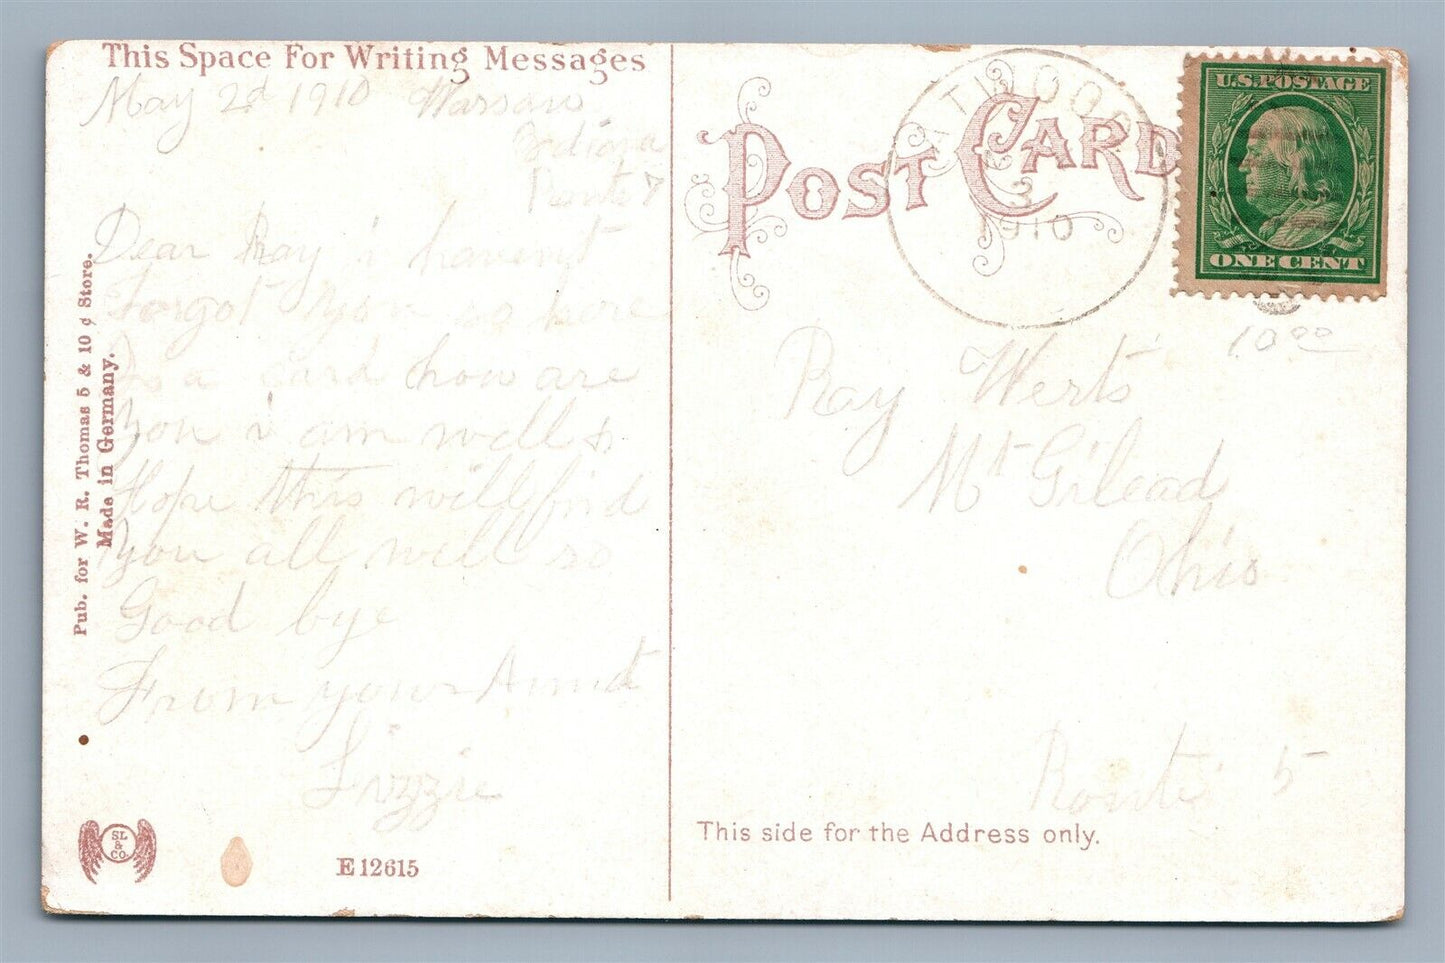 This Space For Writing Messages
May 2d 1910 Warsaw
Indiana
Route 7
Dear Ray i havent
Forgot you so here
Is a card how are
You i am well &
Hope this will find
You all well so
Good bye
From your Aunt
Lizzie
Pub. for W. R. Thomas 5 & 10 ¢ Store.
Made in Germany.
SL
&
CO
E 12615
POST CARD
ATWOOD
3
1910
U.S. POSTAGE
ONE CENT
10 00
Ray Werts
Mt Gilead
Ohio
Route 5
This side for the Address only.